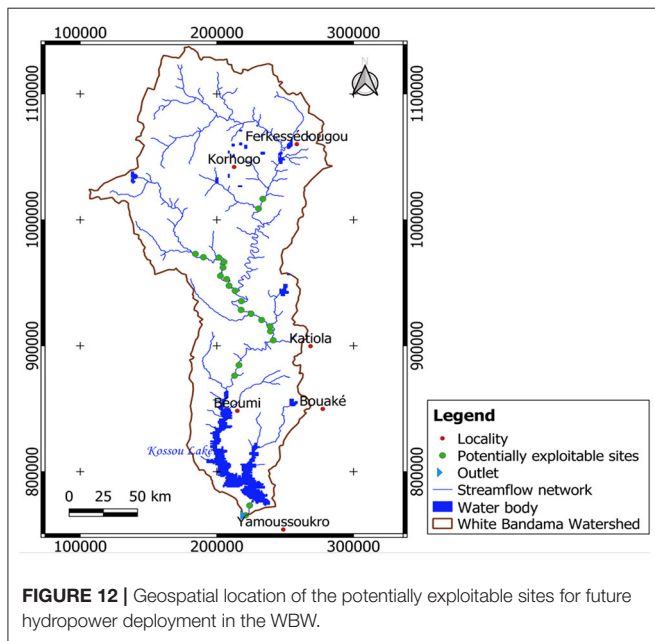 100000 200000 300000
N
1100000 1100000
Ferkessédougou
Korhogo
1000000 1000000
900000 900000
Katiola
Béoumi
Bouaké
Kossou Lake
800000 800000
0 25 50 km
Yamoussoukro
100000 200000 300000
Legend
Locality
Potentially exploitable sites
Outlet
Streamflow network
Water body
White Bandama Watershed
FIGURE 12 | Geospatial location of the potentially exploitable sites for future
hydropower deployment in the WBW.